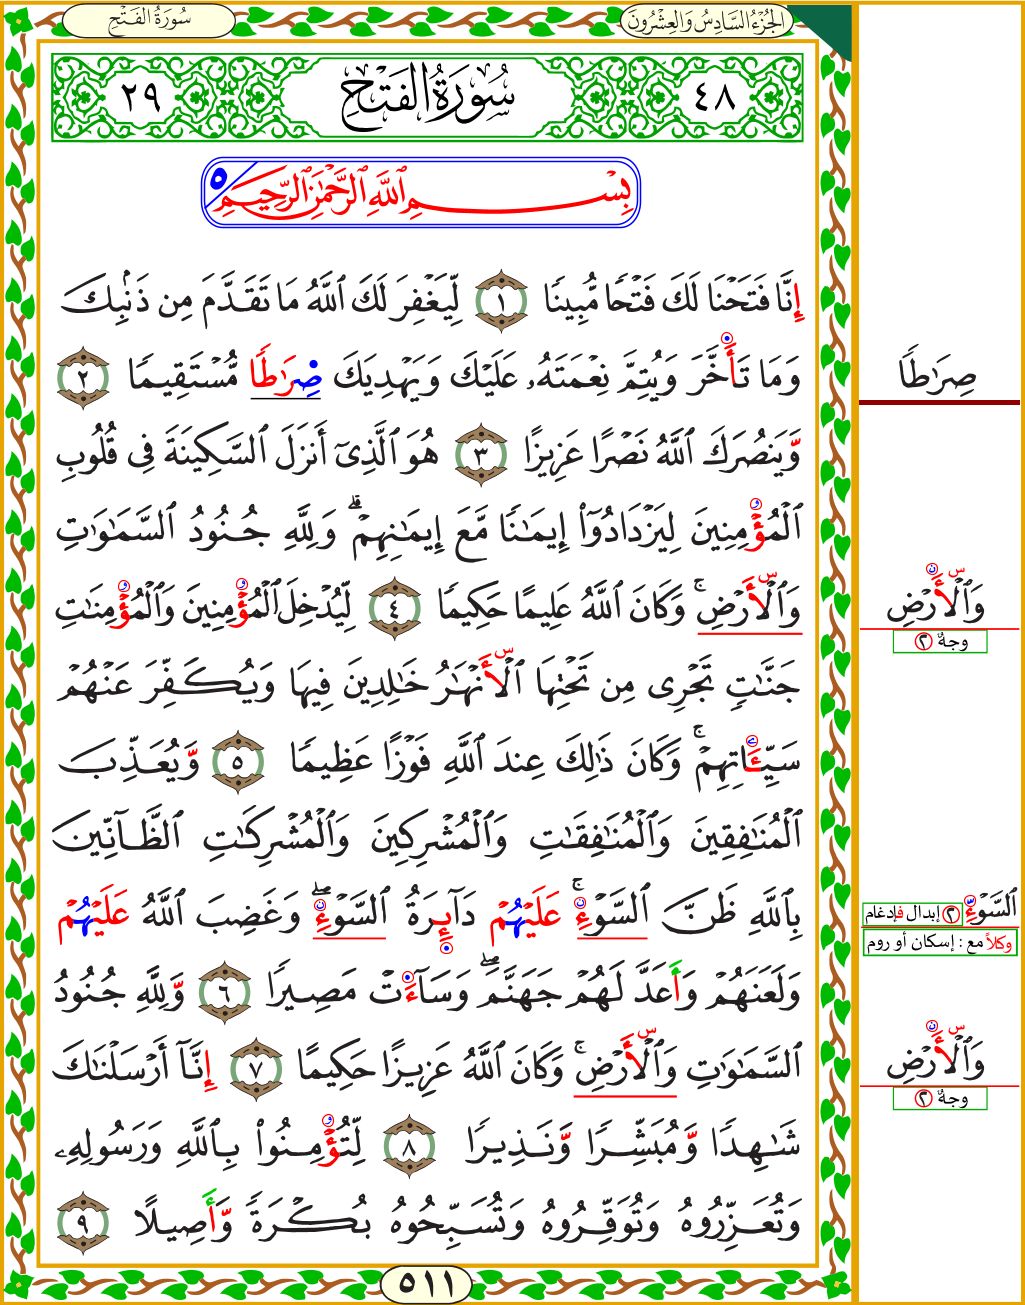 الجُزْءُ السَّادِسُ وَالعِشْرُونَ
سُورَةُ الفَتْحِ
٤٨ سُورَةُ الفَتْحِ ٢٩
بِسْمِ ٱللَّهِ ٱلرَّحْمَٰنِ ٱلرَّحِيمِ ٥
إِنَّا فَتَحْنَا لَكَ فَتْحًا مُّبِينًا ١ لِّيَغْفِرَ لَكَ ٱللَّهُ مَا تَقَدَّمَ مِن ذَنۢبِكَ
وَمَا تَأَخَّرَ وَيُتِمَّ نِعْمَتَهُۥ عَلَيْكَ وَيَهْدِيَكَ صِرَٰطًا مُّسْتَقِيمًا ٢
وَيَنصُرَكَ ٱللَّهُ نَصْرًا عَزِيزًا ٣ هُوَ ٱلَّذِىٓ أَنزَلَ ٱلسَّكِينَةَ فِى قُلُوبِ
ٱلْمُؤْمِنِينَ لِيَزْدَادُوٓا۟ إِيمَٰنًا مَّعَ إِيمَٰنِهِمْ ۗ وَلِلَّهِ جُنُودُ ٱلسَّمَٰوَٰتِ
وَٱلْأَرْضِ ۚ وَكَانَ ٱللَّهُ عَلِيمًا حَكِيمًا ٤ لِّيُدْخِلَ ٱلْمُؤْمِنِينَ وَٱلْمُؤْمِنَٰتِ
جَنَّٰتٍ تَجْرِى مِن تَحْتِهَا ٱلْأَنْهَٰرُ خَٰلِدِينَ فِيهَا وَيُكَفِّرَ عَنْهُمْ
سَيِّـَٔاتِهِمْ ۚ وَكَانَ ذَٰلِكَ عِندَ ٱللَّهِ فَوْزًا عَظِيمًا ٥ وَيُعَذِّبَ
ٱلْمُنَٰفِقِينَ وَٱلْمُنَٰفِقَٰتِ وَٱلْمُشْرِكِينَ وَٱلْمُشْرِكَٰتِ ٱلظَّآنِّينَ
بِٱللَّهِ ظَنَّ ٱلسَّوْءِ ۚ عَلَيْهُمْ دَآئِرَةُ ٱلسَّوْءِ ۖ وَغَضِبَ ٱللَّهُ عَلَيْهُمْ
وَلَعَنَهُمْ وَأَعَدَّ لَهُمْ جَهَنَّمَ ۖ وَسَآءَتْ مَصِيرًا ٦ وَلِلَّهِ جُنُودُ
ٱلسَّمَٰوَٰتِ وَٱلْأَرْضِ ۚ وَكَانَ ٱللَّهُ عَزِيزًا حَكِيمًا ٧ إِنَّآ أَرْسَلْنَٰكَ
شَٰهِدًا وَمُبَشِّرًا وَنَذِيرًا ٨ لِّتُؤْمِنُوا۟ بِٱللَّهِ وَرَسُولِهِۦ
وَتُعَزِّرُوهُ وَتُوَقِّرُوهُ وَتُسَبِّحُوهُ بُكْرَةً وَأَصِيلًا ٩
٥١١
صِرَٰطًا
وَٱلْأَرْضِ
وجهٌ ٢
ٱلسَّوْءِ ٢ إبدال فإدغام
وكلاً مع : إسكان أو روم
وَٱلْأَرْضِ
وجهٌ ٢